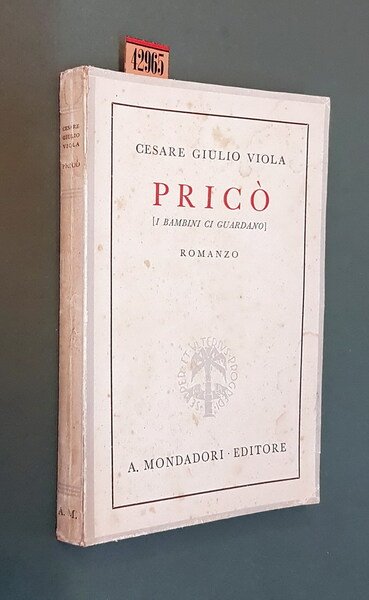 42965
CESARE
GIULIO
VIOLA
PRICÒ
A. M.
CESARE GIULIO VIOLA
PRICÒ
[I BAMBINI CI GUARDANO]
ROMANZO
A. MONDADORI · EDITORE